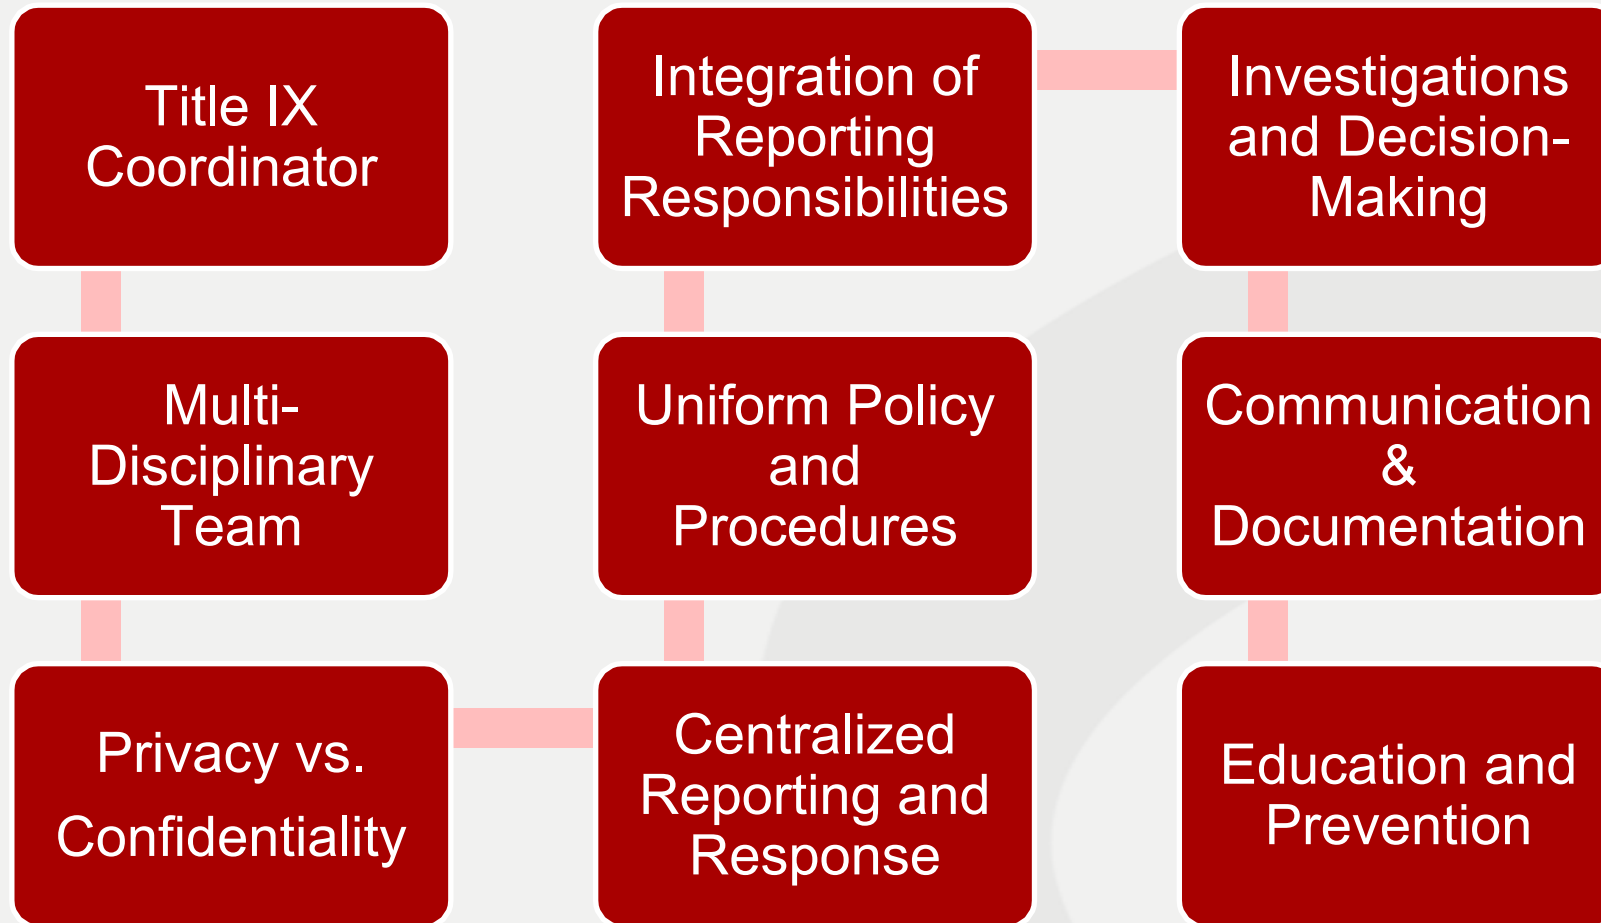 Title IX
Coordinator
Multi-
Disciplinary
Team
Privacy vs.
Confidentiality
Centralized
Reporting and
Response
Uniform Policy
and
Procedures
Integration of
Reporting
Responsibilities
Investigations
and Decision-
Making
Communication
&
Documentation
Education and
Prevention